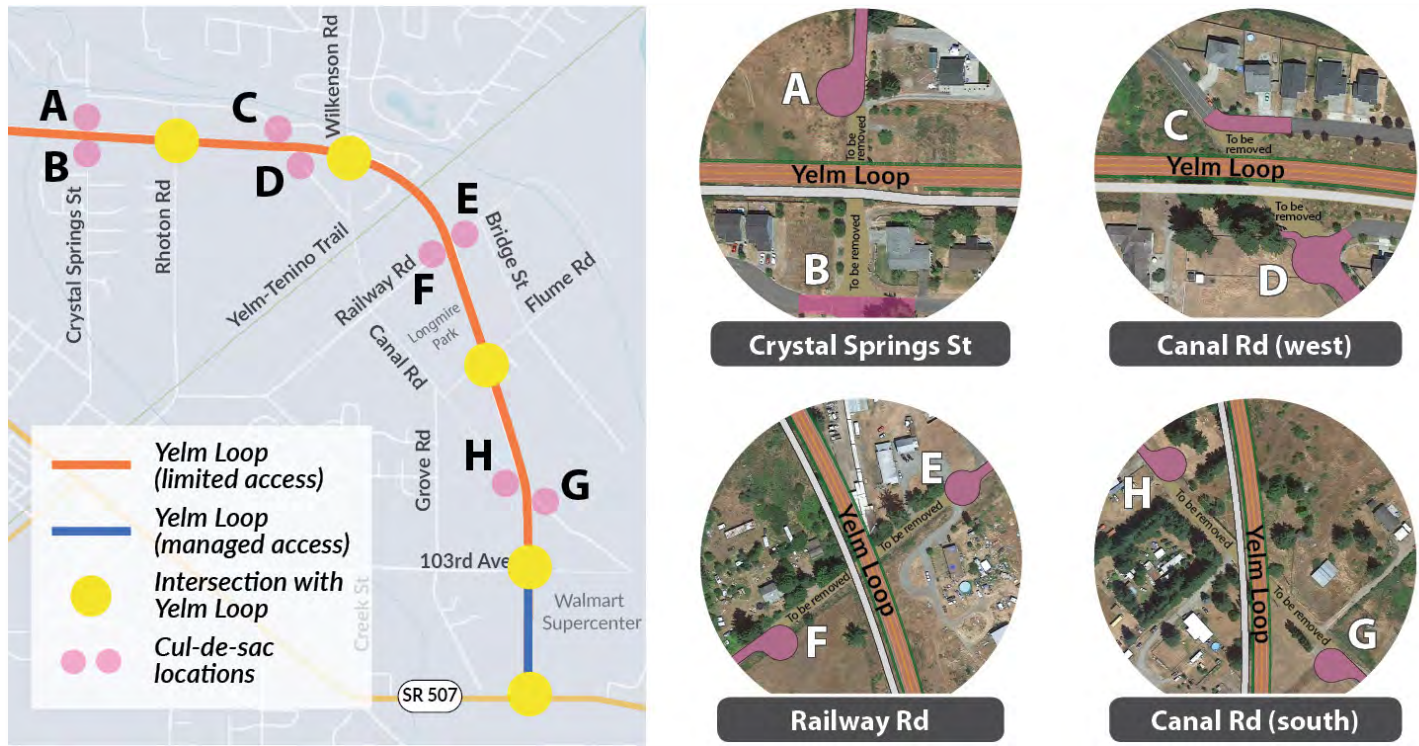 A
B
C
D
E
F
G
H
Crystal Springs St
Rhoton Rd
Wilkenson Rd
Yelm-Tenino Trail
Railway Rd
Bridge St
Flume Rd
Longmire
Park
Canal Rd
Grove Rd
103rd Ave
Creek St
Walmart
Supercenter
SR 507
Yelm Loop
(limited access)
Yelm Loop
(managed access)
Intersection with
Yelm Loop
Cul-de-sac
locations
A
To be
removed
Yelm Loop
To be removed
B
Crystal Springs St
C
To be
removed
Yelm Loop
To be
removed
D
Canal Rd (west)
E
To be removed
Yelm Loop
To be removed
F
Railway Rd
H
To be removed
Yelm Loop
To be removed
G
Canal Rd (south)